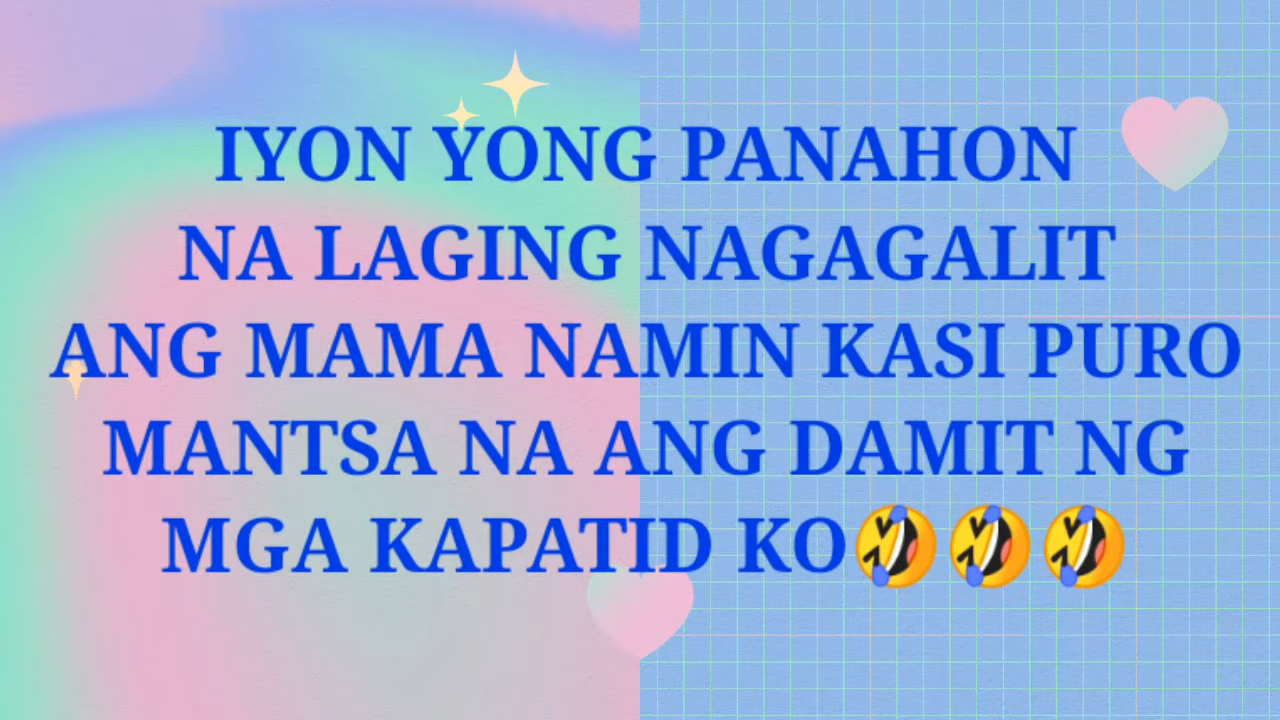 IYON YONG PANAHON
NA LAGING NAGAGALIT
ANG MAMA NAMIN KASI PURO
MANTSA NA ANG DAMIT NG
MGA KAPATID KO🤣🤣🤣